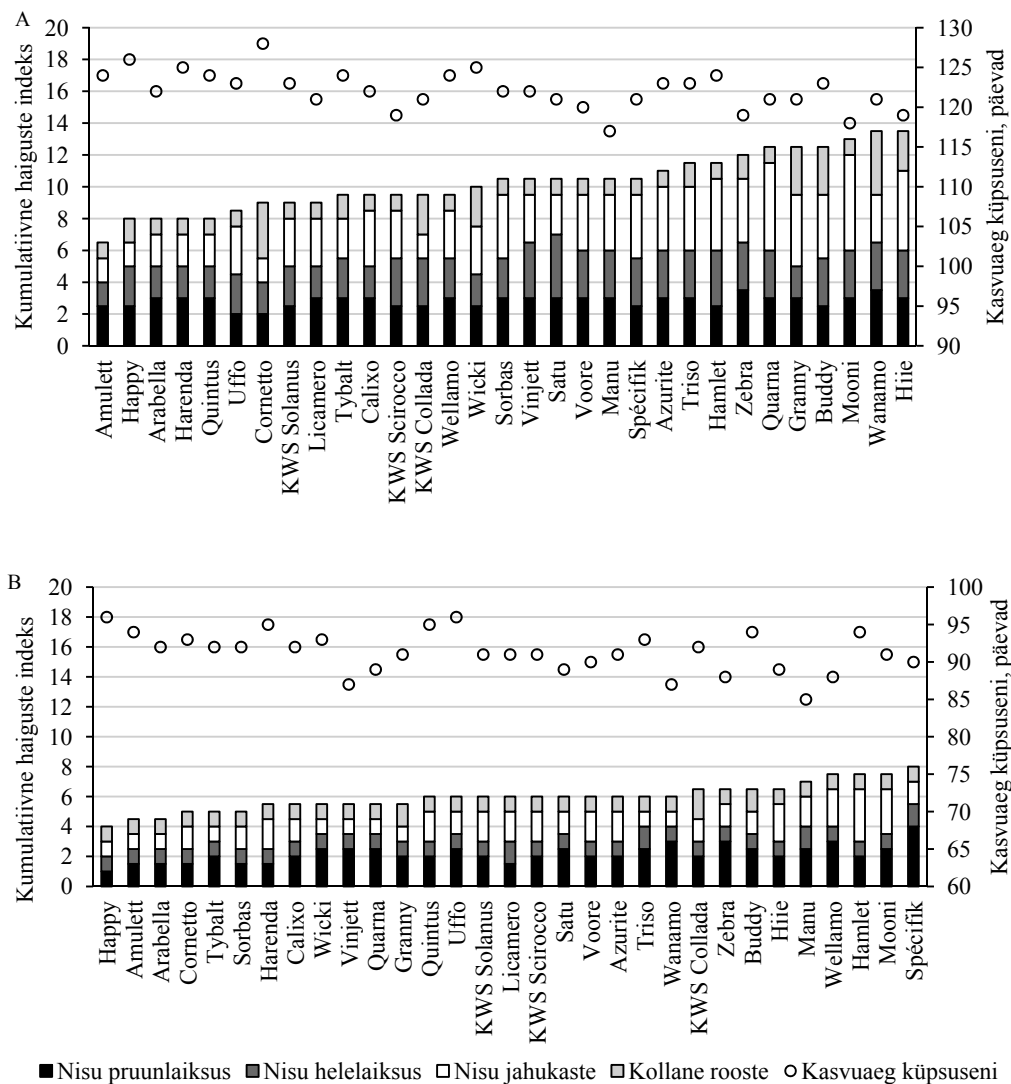 A
Kumulatiivne haiguste indeks
20
18
16
14
12
10
8
6
4
2
0
130
125
120
115
110
105
100
95
90
Kasvuaeg küpsuseni, päevad
Amulett
Happy
Arabella
Harenda
Quintus
Uffo
Cornetto
KWS Solanus
Licamero
Tybalt
Calixo
KWS Scirocco
KWS Collada
Wellamo
Wicki
Sorbas
Vinjett
Satu
Voore
Manu
Spécifik
Azurite
Triso
Hamlet
Zebra
Quarna
Granny
Buddy
Mooni
Wanamo
Hiie
B
Kumulatiivne haiguste indeks
20
18
16
14
12
10
8
6
4
2
0
100
95
90
85
80
75
70
65
60
Kasvuaeg küpsuseni, päevad
Happy
Amulett
Arabella
Cornetto
Tybalt
Sorbas
Harenda
Calixo
Wicki
Vinjett
Quarna
Granny
Quintus
Uffo
KWS Solanus
Licamero
KWS Scirocco
Satu
Voore
Azurite
Triso
Wanamo
KWS Collada
Zebra
Buddy
Hiie
Manu
Wellamo
Hamlet
Mooni
Spécifik
Nisu pruunlaiksus Nisu helelaiksus Nisu jahukaste Kollane rooste Kasvuaeg küpsuseni